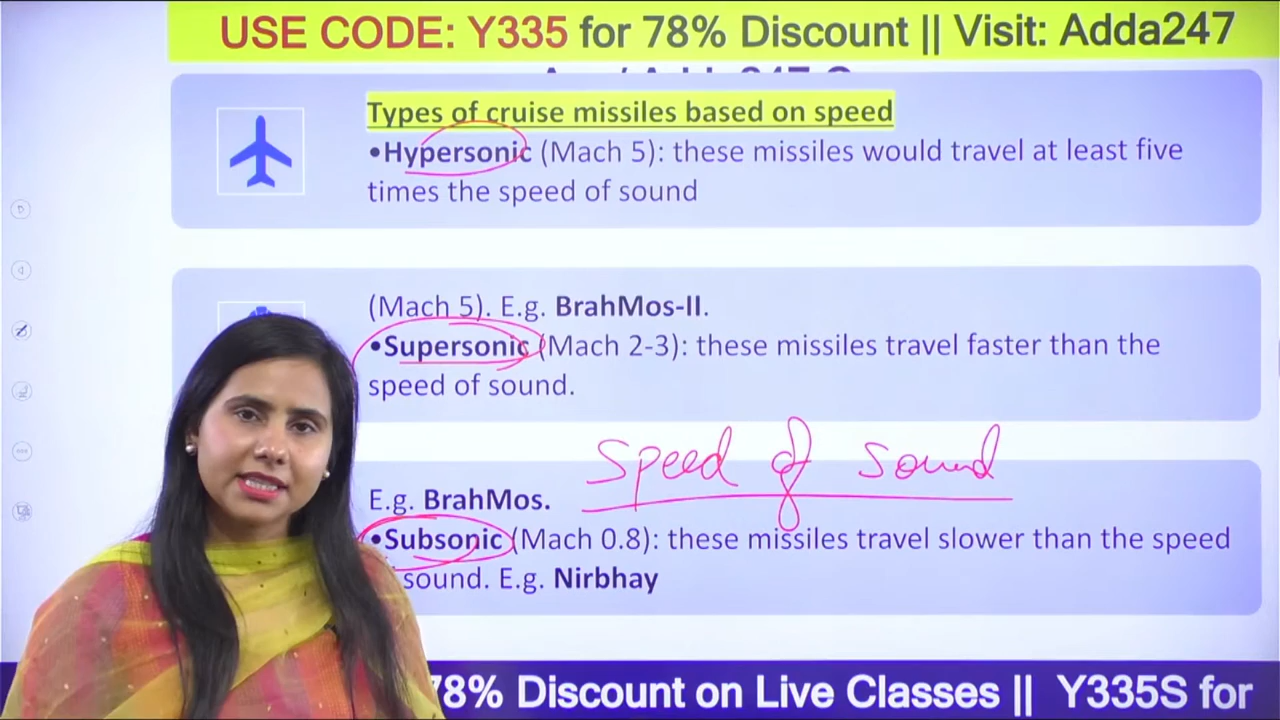 USE CODE: Y335 for 78% Discount || Visit: Adda247
Types of cruise missiles based on speed
•Hypersonic (Mach 5): these missiles would travel at least five
times the speed of sound
(Mach 5). E.g. BrahMos-II.
•Supersonic (Mach 2-3): these missiles travel faster than the
speed of sound.
Speed of sound
E.g. BrahMos.
•Subsonic (Mach 0.8): these missiles travel slower than the speed
sound. E.g. Nirbhay
78% Discount on Live Classes || Y335S for